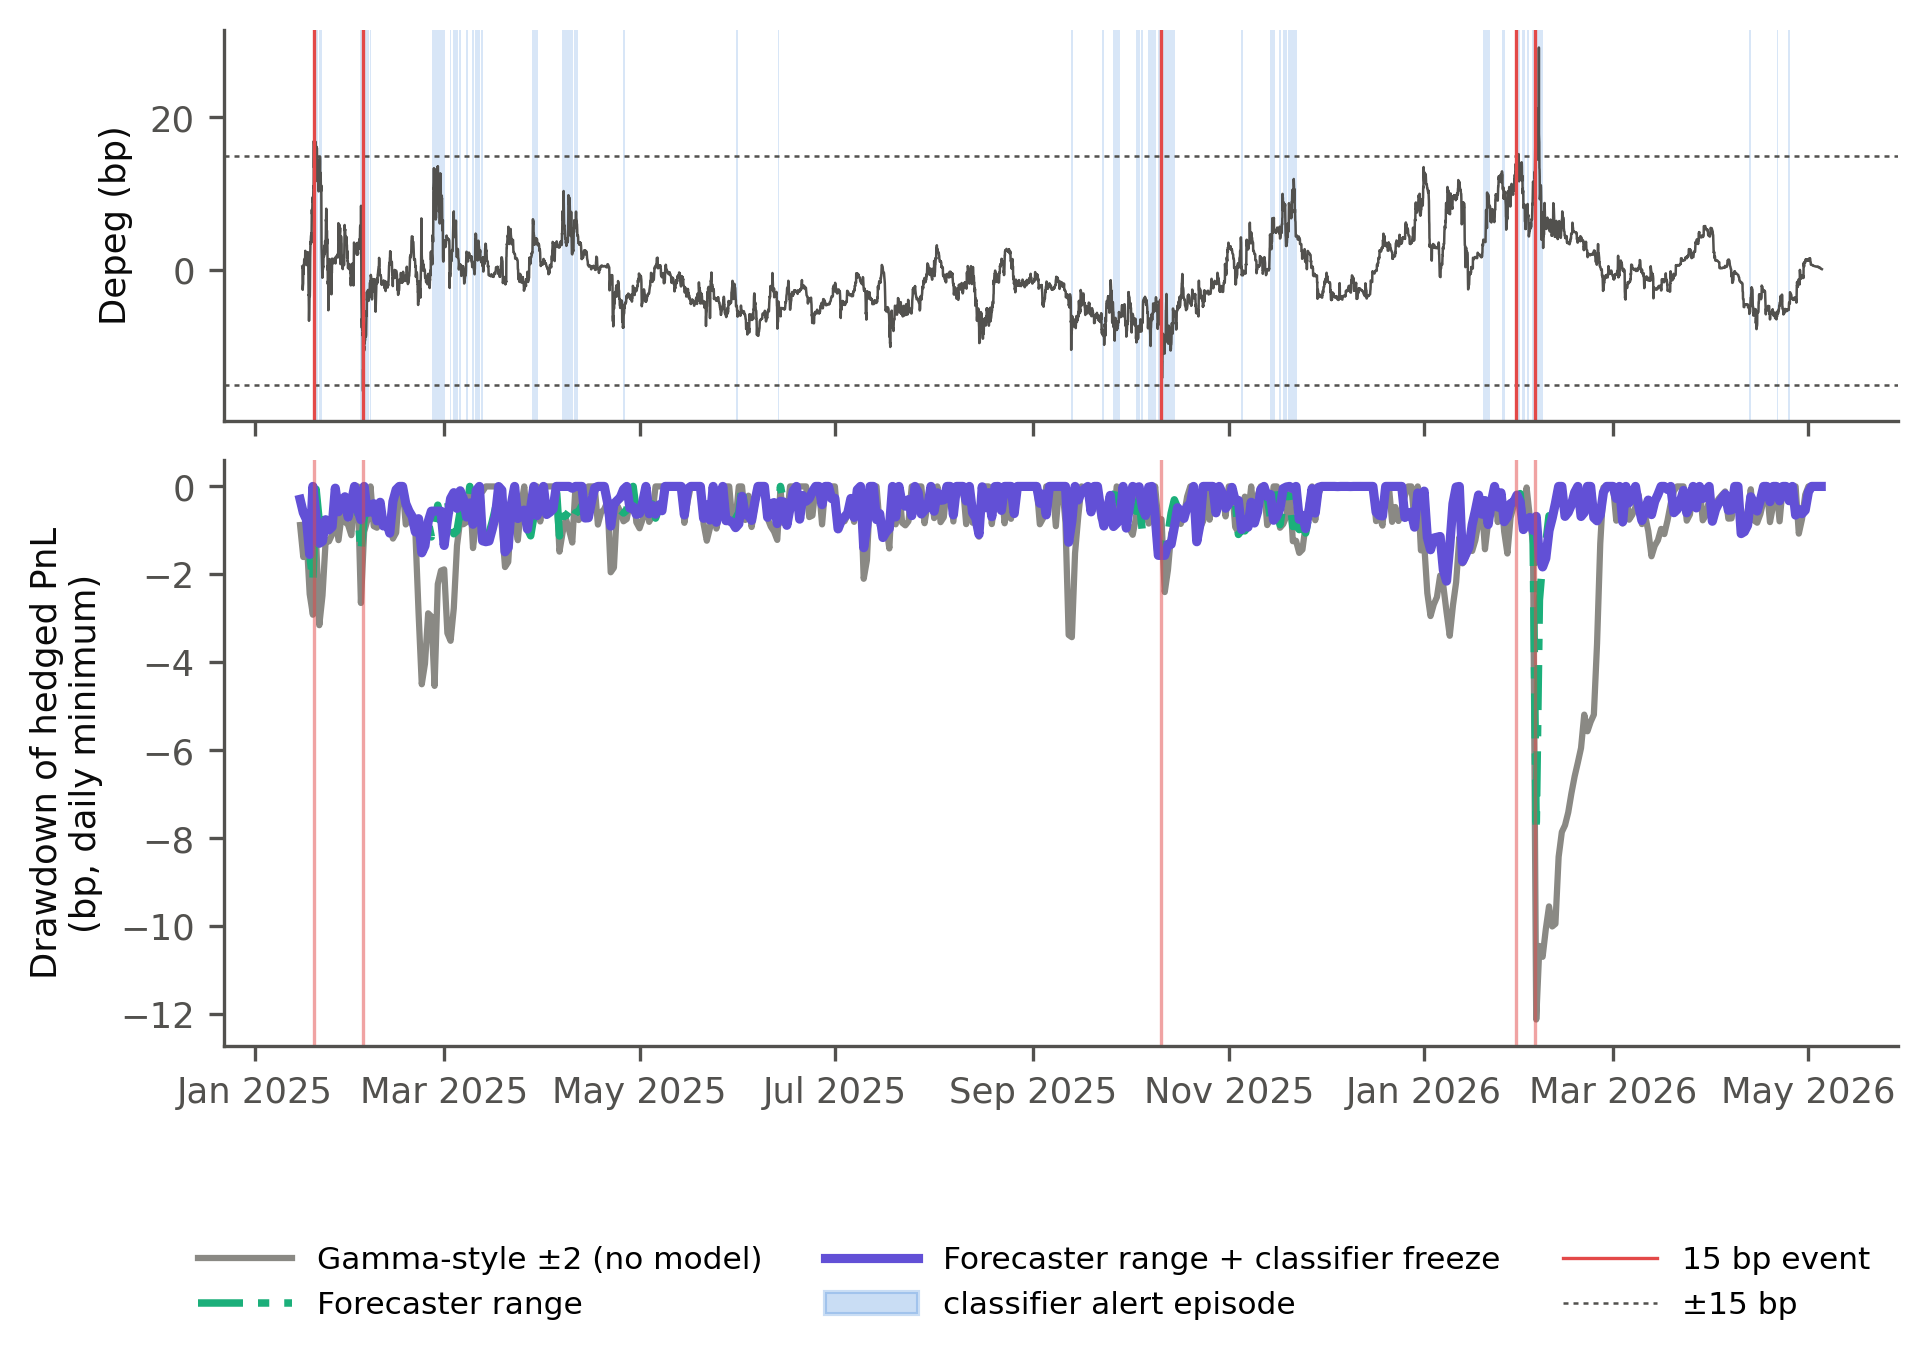 Depeg (bp)
20
0
Drawdown of hedged PnL
(bp, daily minimum)
0
−2
−4
−6
−8
−10
−12
Jan 2025 Mar 2025 May 2025 Jul 2025 Sep 2025 Nov 2025 Jan 2026 Mar 2026 May 2026
Gamma-style ±2 (no model) Forecaster range + classifier freeze 15 bp event
Forecaster range classifier alert episode ±15 bp